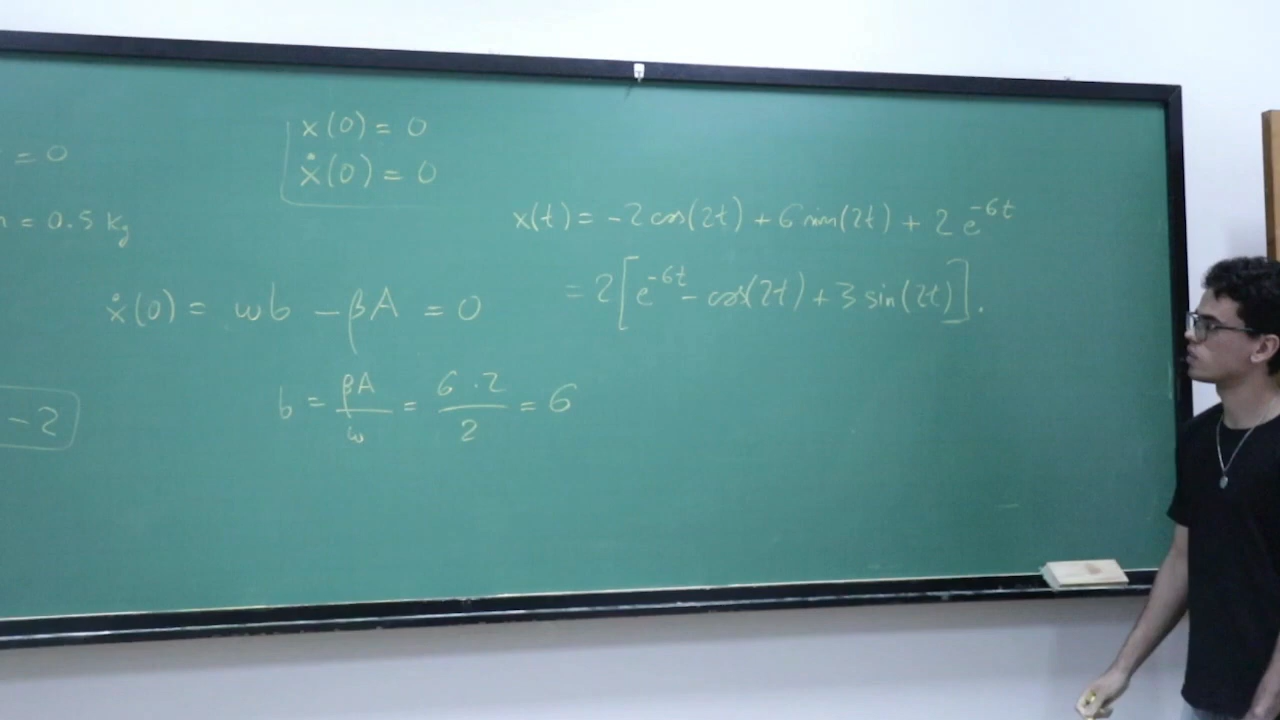 = 0
= 0.5 Kg
-2
x(0) = 0
ẋ(0) = 0
ẋ(0) = ωb - βA = 0
b = βA/ω = 6 · 2/2 = 6
x(t) = -2 cos(2t) + 6 sin(2t) + 2 e^{-6t}
= 2[e^{-6t} - cos(2t) + 3 sin(2t)].